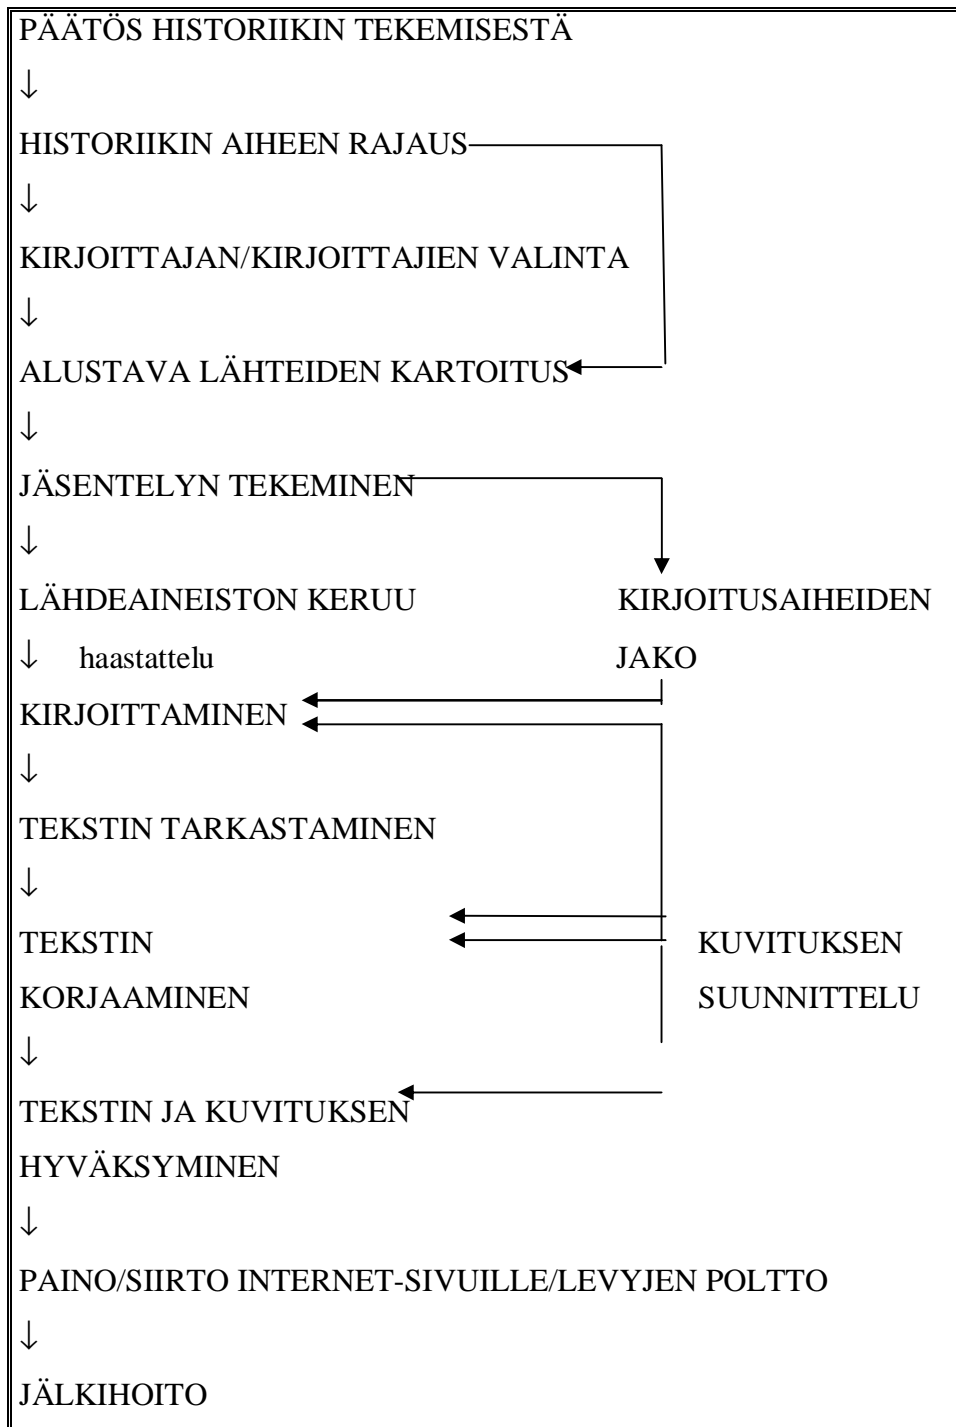 PÄÄTÖS HISTORIIKIN TEKEMISESTÄ
↓
HISTORIIKIN AIHEEN RAJAUS
↓
KIRJOITTAJAN/KIRJOITTAJIEN VALINTA
↓
ALUSTAVA LÄHTEIDEN KARTOITUS
↓
JÄSENTELYN TEKEMINEN
↓
LÄHDEAINEISTON KERUU KIRJOITUSAIHEIDEN
↓ haastattelu JAKO
KIRJOITTAMINEN
↓
TEKSTIN TARKASTAMINEN
↓
TEKSTIN KUVITUKSEN
KORJAAMINEN SUUNNITTELU
↓
TEKSTIN JA KUVITUKSEN
HYVÄKSYMINEN
↓
PAINO/SIIRTO INTERNET-SIVUILLE/LEVYJEN POLTTO
↓
JÄLKIHOITO